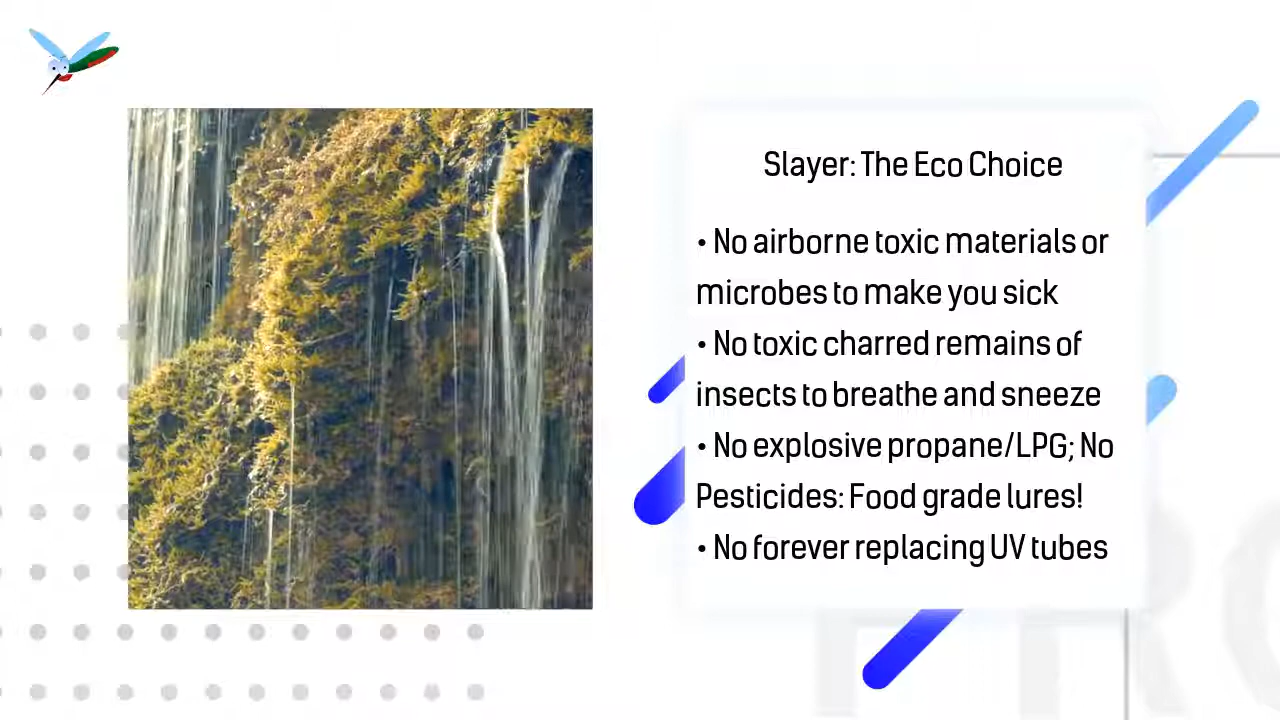 Slayer: The Eco Choice
• No airborne toxic materials or
microbes to make you sick
• No toxic charred remains of
insects to breathe and sneeze
• No explosive propane/LPG; No
Pesticides: Food grade lures!
• No forever replacing UV tubes